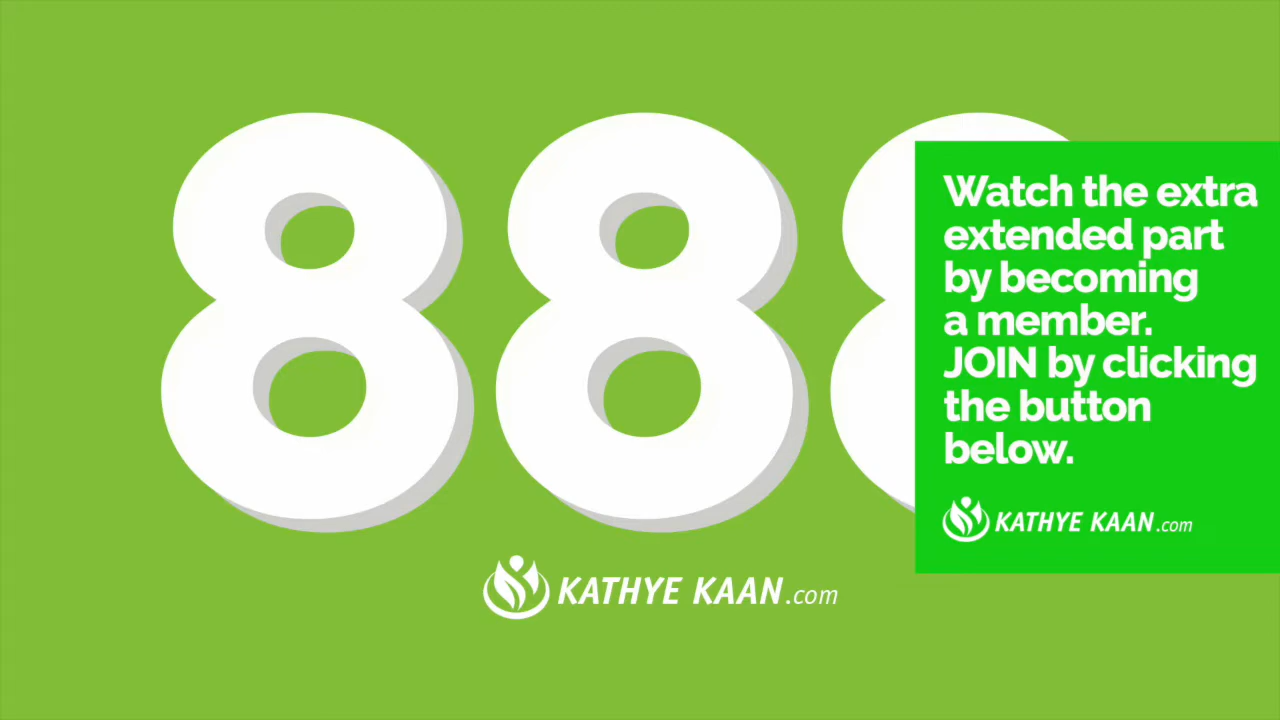 888
Watch the extra
extended part
by becoming
a member.
JOIN by clicking
the button
below.
KATHYE KAAN.com
KATHYE KAAN.com